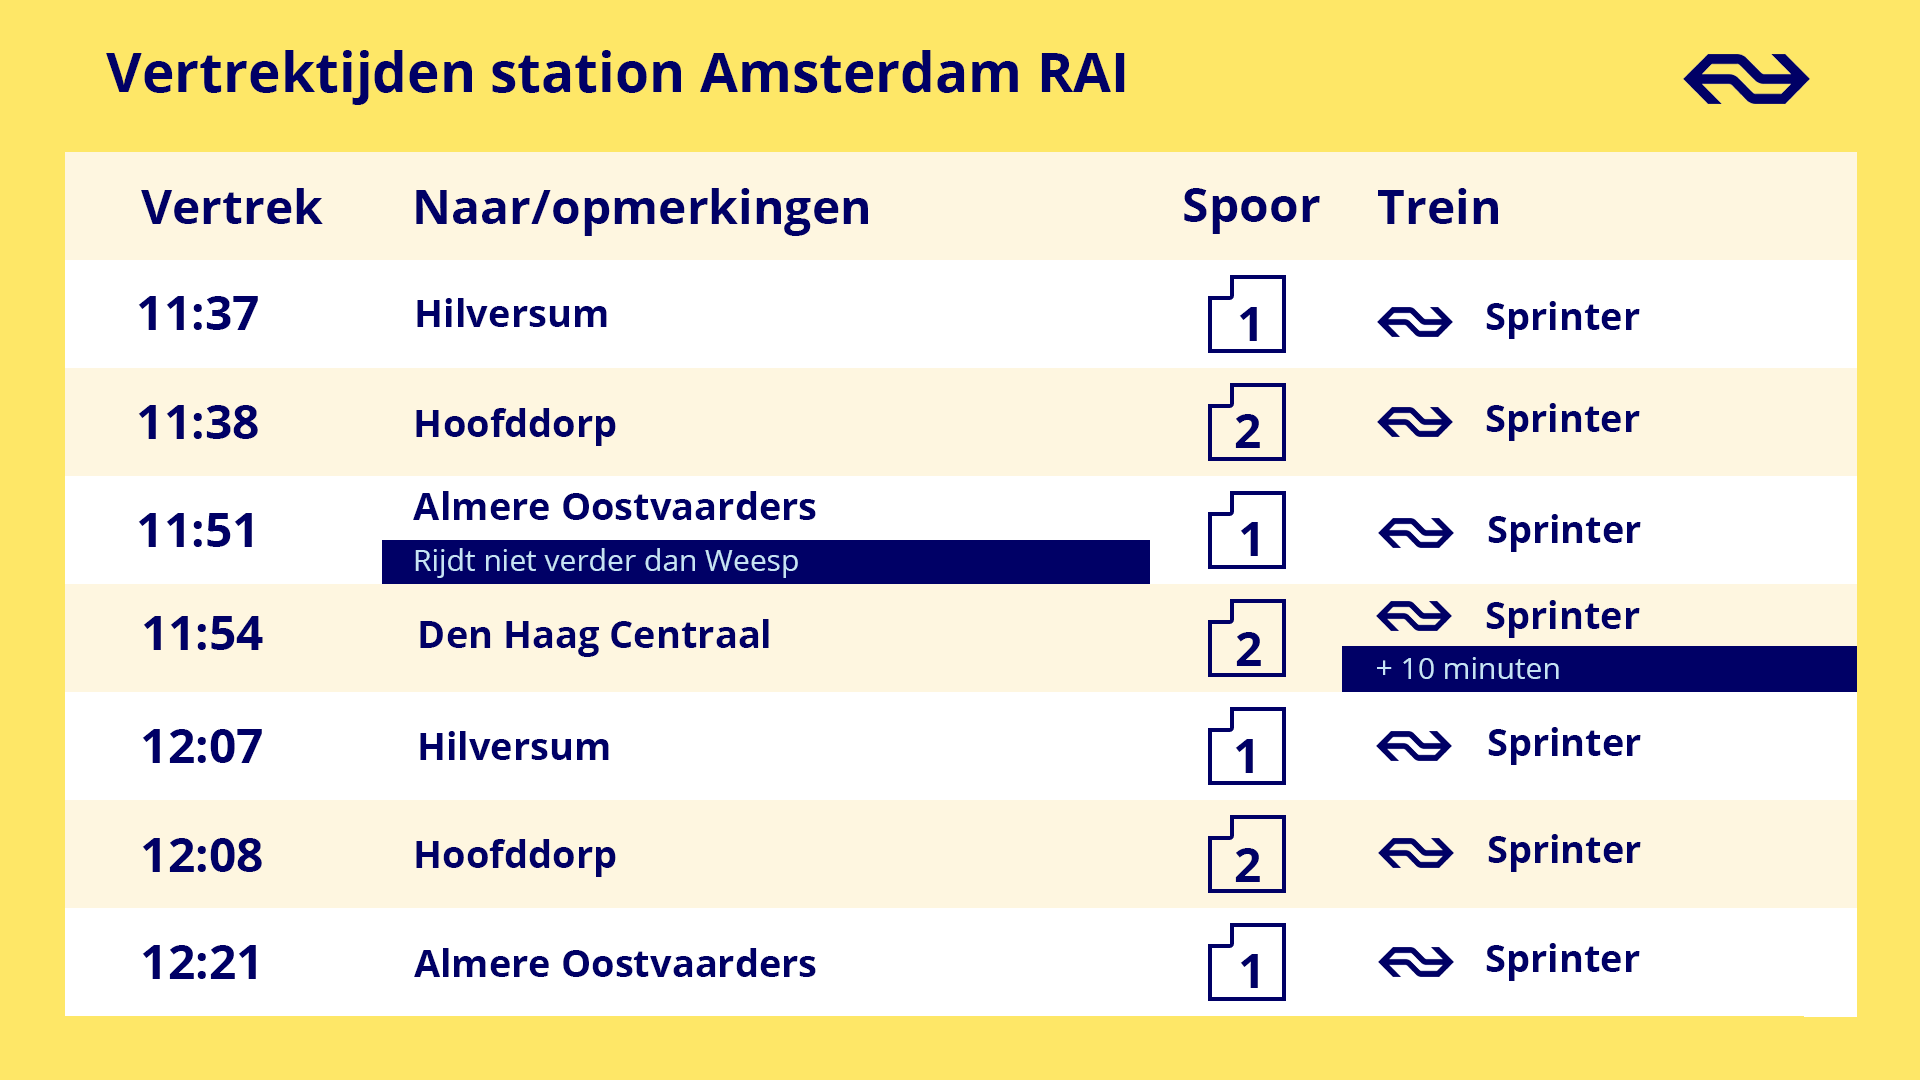 Vertrektijden station Amsterdam RAI
Vertrek Naar/opmerkingen Spoor Trein
11:37 Hilversum 1 Sprinter
11:38 Hoofddorp 2 Sprinter
11:51 Almere Oostvaarders 1 Sprinter
Rijdt niet verder dan Weesp
11:54 Den Haag Centraal 2 Sprinter
+ 10 minuten
12:07 Hilversum 1 Sprinter
12:08 Hoofddorp 2 Sprinter
12:21 Almere Oostvaarders 1 Sprinter